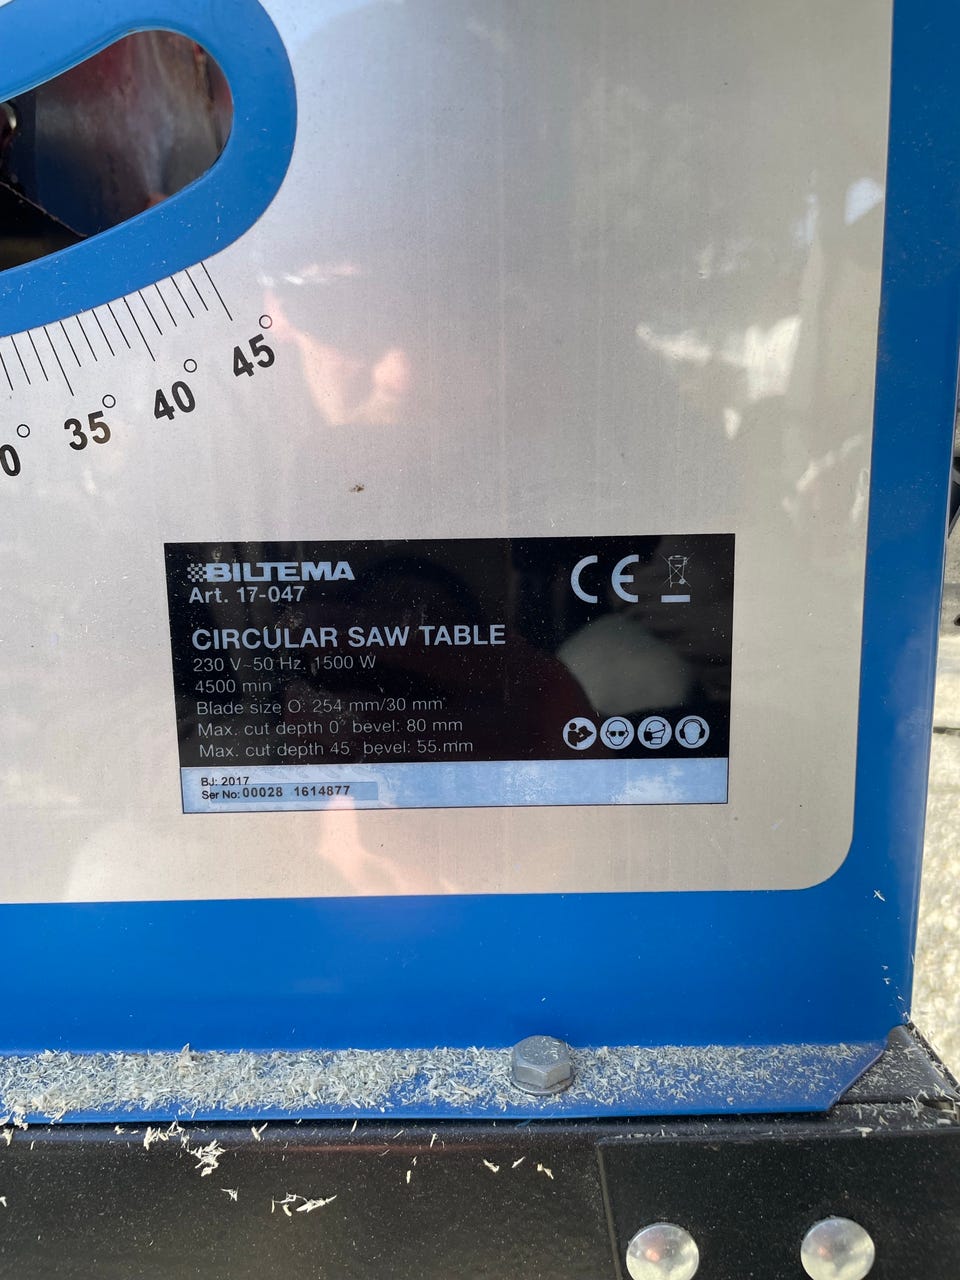 45°
40°
35°
0°
BILTEMA
Art. 17-047
CE
CIRCULAR SAW TABLE
230 V~50 Hz, 1500 W
4500 min
Blade size Ø: 254 mm/30 mm
Max. cut depth 0° bevel: 80 mm
Max. cut depth 45° bevel: 55 mm
BJ: 2017
Ser No: 00028 1614877